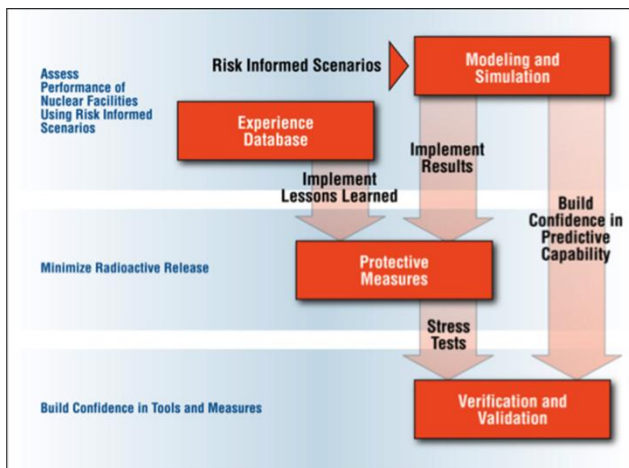 Assess
Performance of
Nuclear Facilities
Using Risk Informed
Scenarios
Risk Informed Scenarios
Modeling and
Simulation
Experience
Database
Implement
Lessons Learned
Implement
Results
Build
Confidence in
Predictive
Capability
Minimize Radioactive Release
Protective
Measures
Stress
Tests
Build Confidence in Tools and Measures
Verification and
Validation